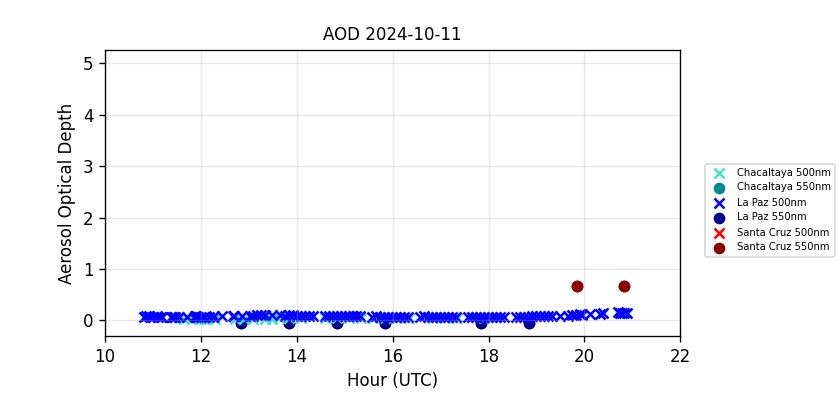 AOD 2024-10-11
Aerosol Optical Depth
5
4
3
2
1
0
10 12 14 16 18 20 22
Hour (UTC)
Chacaltaya 500nm
Chacaltaya 550nm
La Paz 500nm
La Paz 550nm
Santa Cruz 500nm
Santa Cruz 550nm